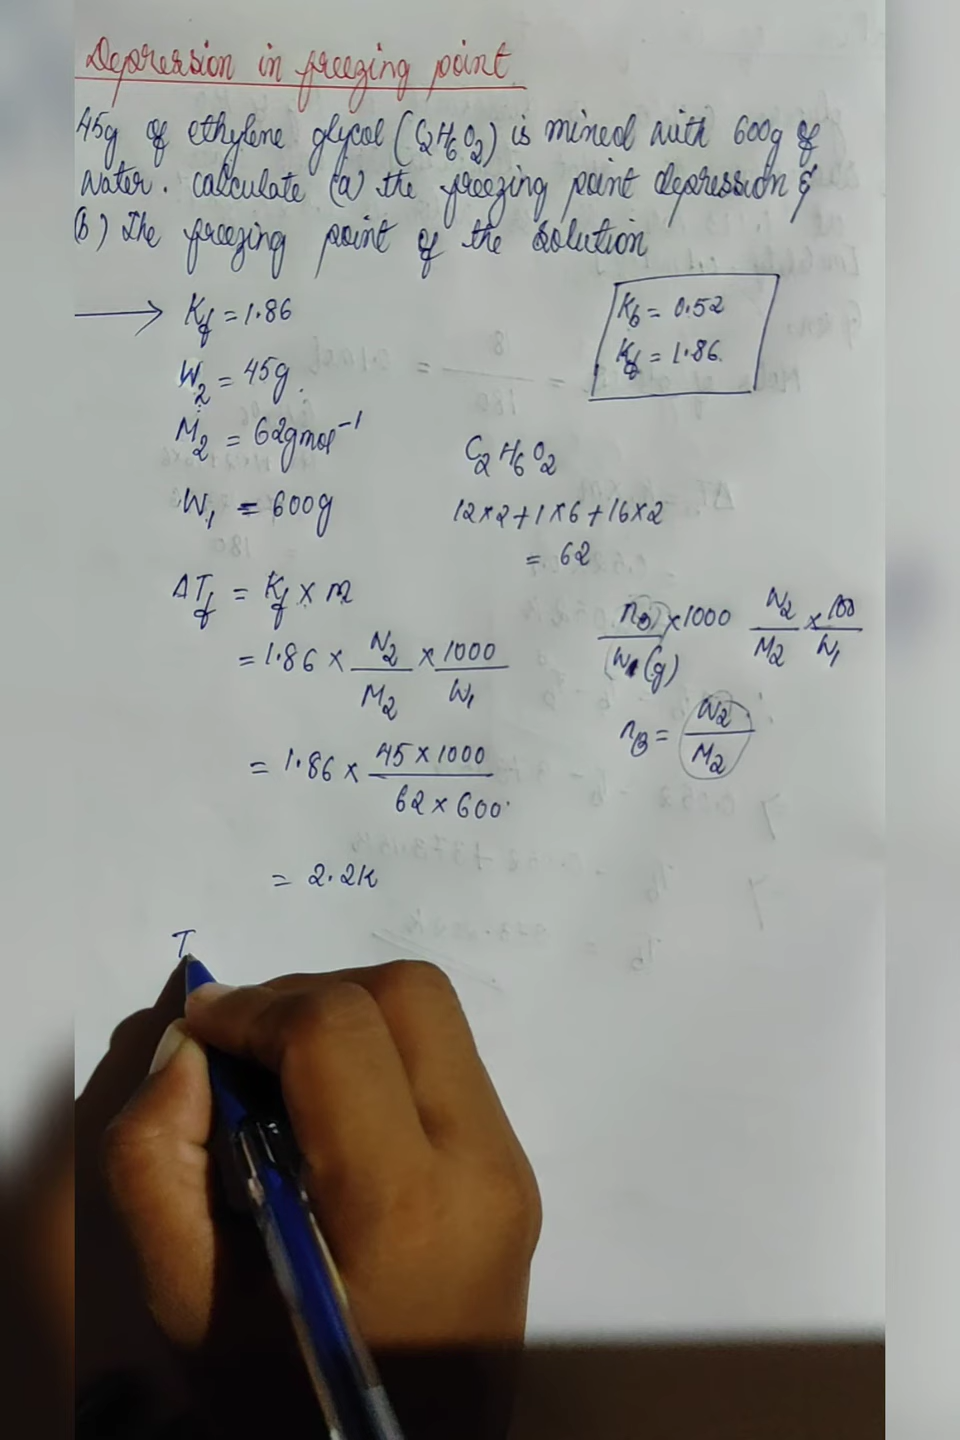 Depression in freezing point
45g of ethylene glycol (C2H6O2) is mixed with 600g of
water. calculate (a) the freezing point depression &
(b) The freezing point of the solution
Kf = 1.86
W2 = 45g.
M2 = 62gmol⁻¹
W1 = 600g
Kb = 0.52
Kf = 1.86.
C2H6O2
12×2+1×6+16×2
= 62
ΔTf = Kf × m
= 1.86 × W2/M2 × 1000/W1
= 1.86 × 45×1000/62×600
= 2.2K
T
nB×1000/W1(g) W2/M2 × 100/W1
nB = W2/M2